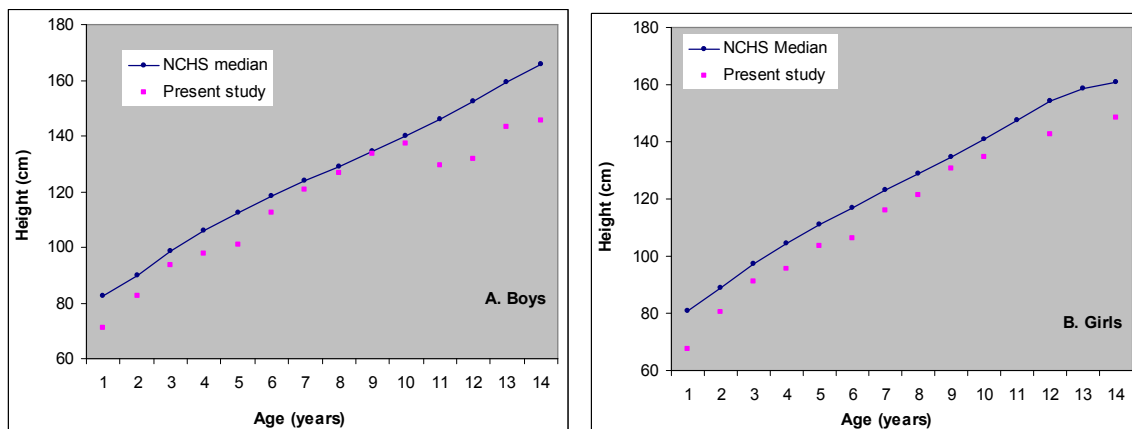 180
160
140
120
100
80
60
Height (cm)
NCHS median
Present study
A. Boys
1 2 3 4 5 6 7 8 9 10 11 12 13 14
Age (years)
180
160
140
120
100
80
60
Height (cm)
NCHS Median
Present study
B. Girls
1 2 3 4 5 6 7 8 9 10 11 12 13 14
Age (years)